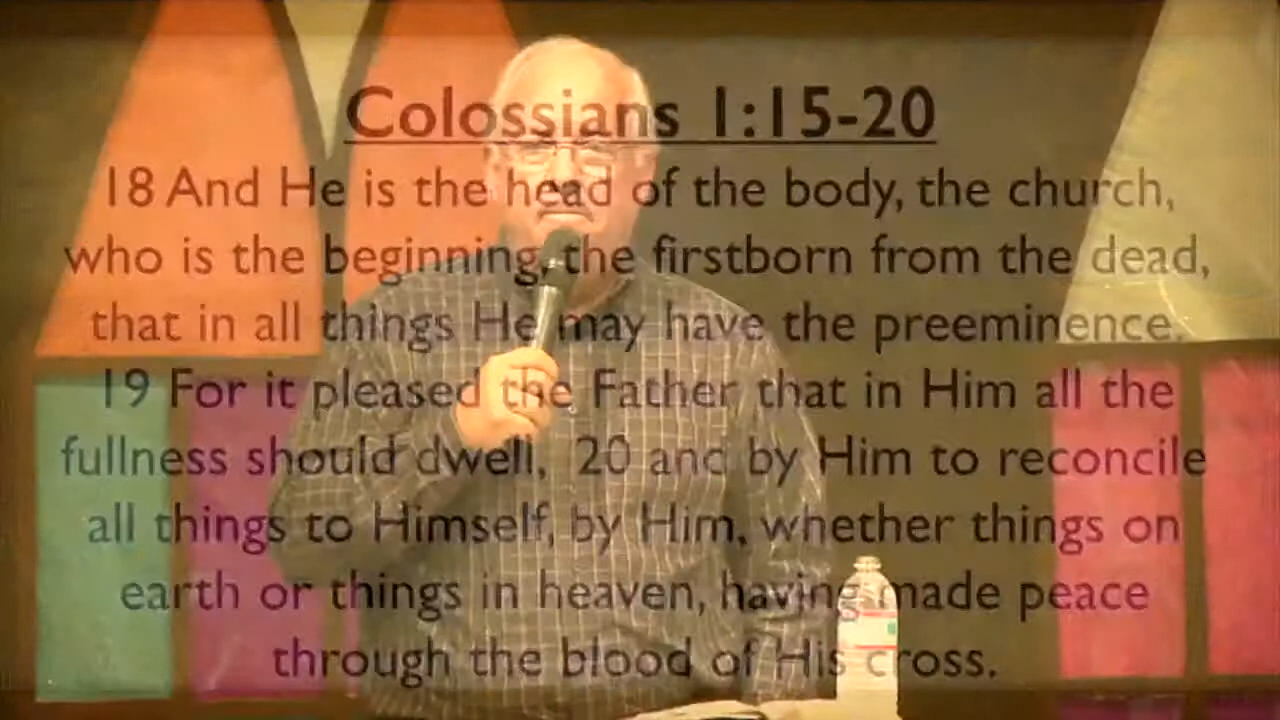 Colossians 1:15-20
18 And He is the head of the body, the church,
who is the beginning, the firstborn from the dead,
that in all things He may have the preeminence.
19 For it pleased the Father that in Him all the
fullness should dwell, 20 and by Him to reconcile
all things to Himself, by Him, whether things on
earth or things in heaven, having made peace
through the blood of His cross.